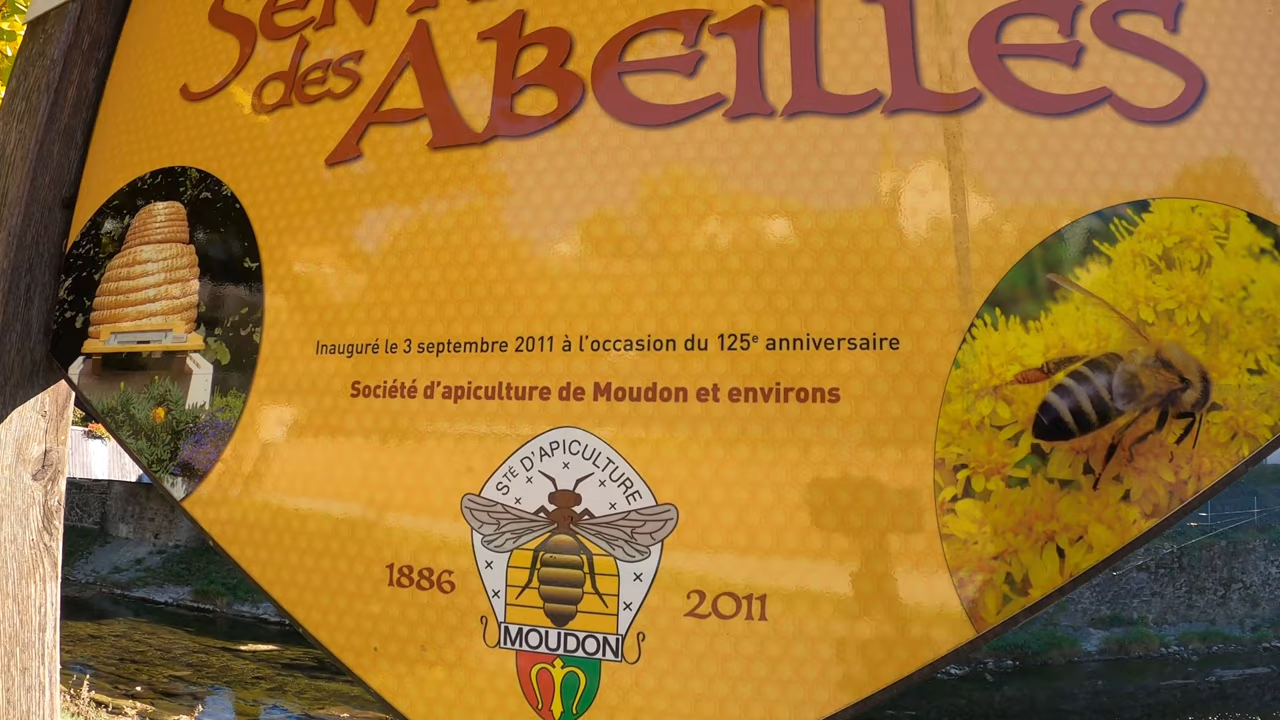 des
ABEILLES
Inauguré le 3 septembre 2011 à l'occasion du 125e anniversaire
Société d'apiculture de Moudon et environs
STÉ D'APICULTURE
1886
2011
MOUDON